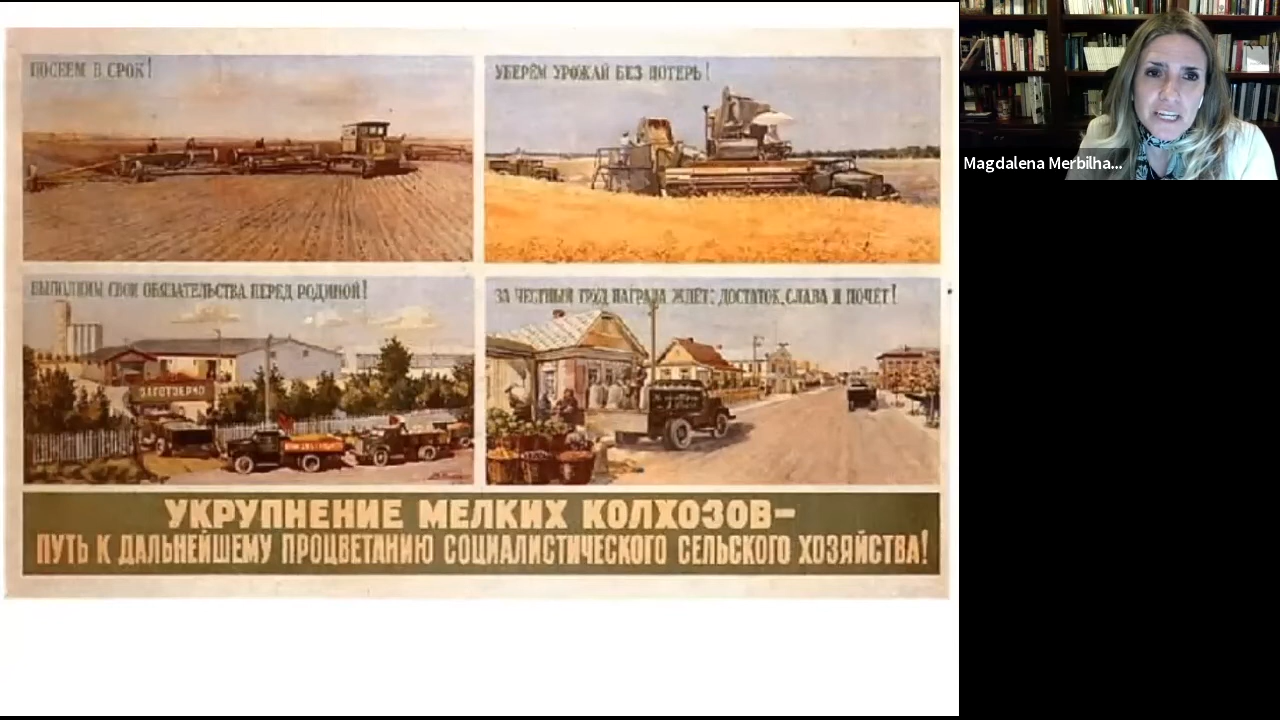 ПОСЕЕМ В СРОК!
УБЕРЁМ УРОЖАЙ БЕЗ ПОТЕРЬ!
ВЫПОЛНИМ СВОИ ОБЯЗАТЕЛЬСТВА ПЕРЕД РОДИНОЙ!
ЗА ЧЕСТНЫЙ ТРУД НАГРАДА ЖДЁТ: ДОСТАТОК, СЛАВА И ПОЧЁТ!
ЗАГОТЗЕРНО
УКРУПНЕНИЕ МЕЛКИХ КОЛХОЗОВ–
ПУТЬ К ДАЛЬНЕЙШЕМУ ПРОЦВЕТАНИЮ СОЦИАЛИСТИЧЕСКОГО СЕЛЬСКОГО ХОЗЯЙСТВА!
Magdalena Merbilha...